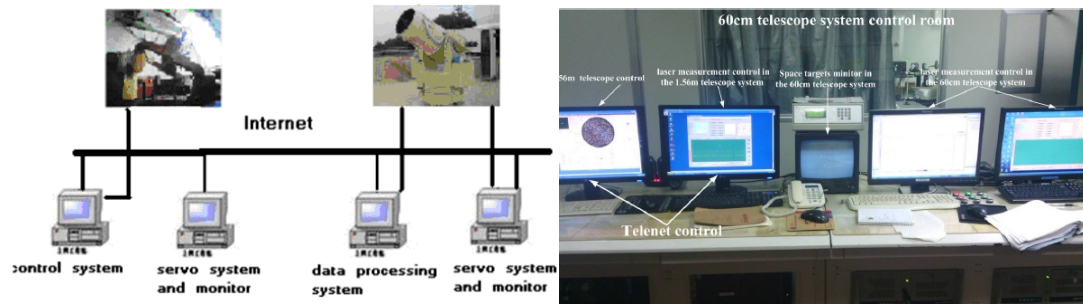 Internet
control system
servo system
and monitor
data processing
system
servo system
and monitor
60cm telescope system control room
56m telescope control
laser measurement control in
the 1.56m telescope system
Space targets minitor in
the 60cm telescope system
laser measurement control in
the 60cm telescope system
Telenet control